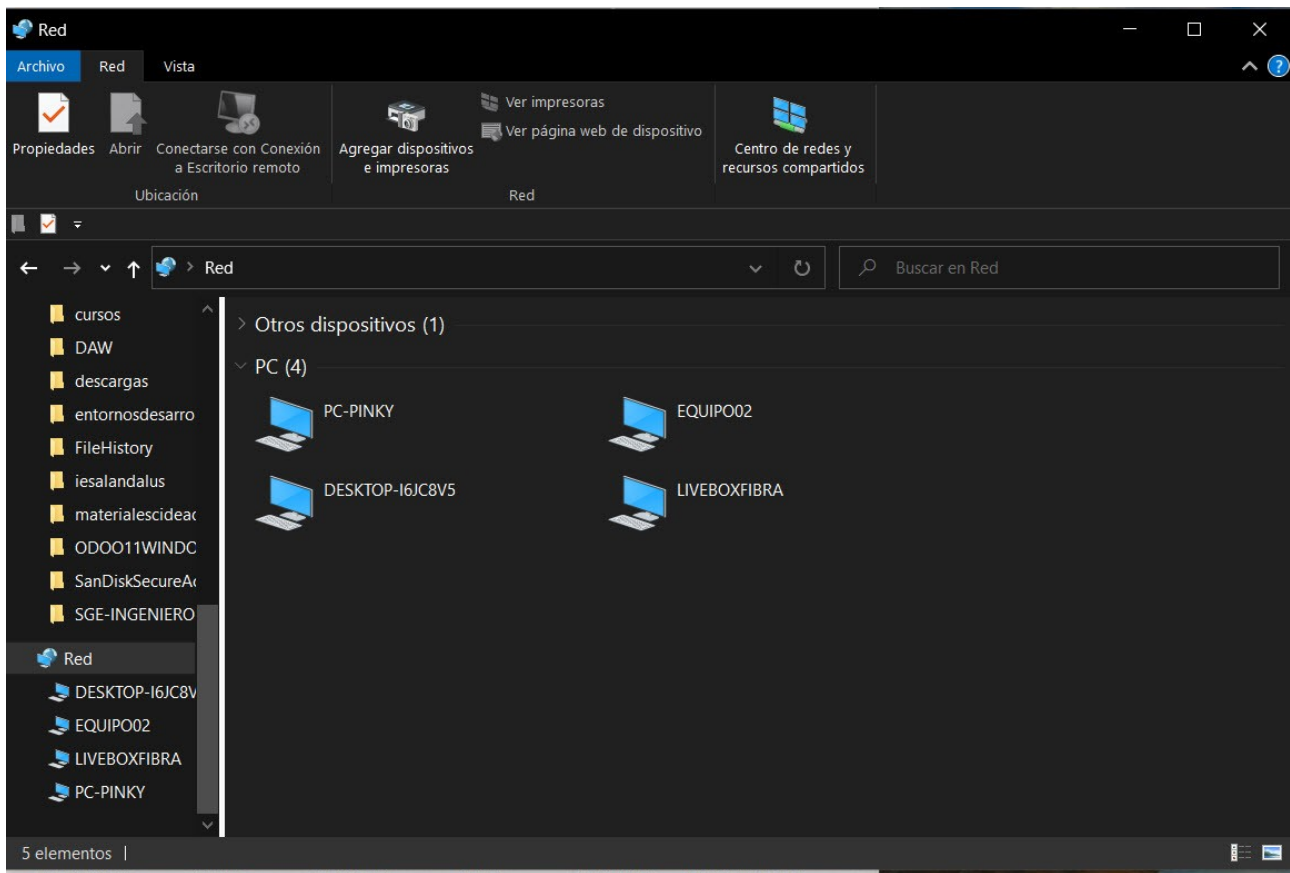 Red
Archivo Red Vista
Ver impresoras
Ver página web de dispositivo
Propiedades Abrir Conectarse con Conexión
a Escritorio remoto
Agregar dispositivos
e impresoras
Centro de redes y
recursos compartidos
Ubicación Red
Red
Buscar en Red
cursos
DAW
descargas
entornosdesarro
FileHistory
iesalandalus
materialescidead
ODOO11WINDO
SanDiskSecureAc
SGE-INGENIERO
Red
DESKTOP-I6JC8V
EQUIPO02
LIVEBOXFIBRA
PC-PINKY
Otros dispositivos (1)
PC (4)
PC-PINKY EQUIPO02
DESKTOP-I6JC8V5 LIVEBOXFIBRA
5 elementos